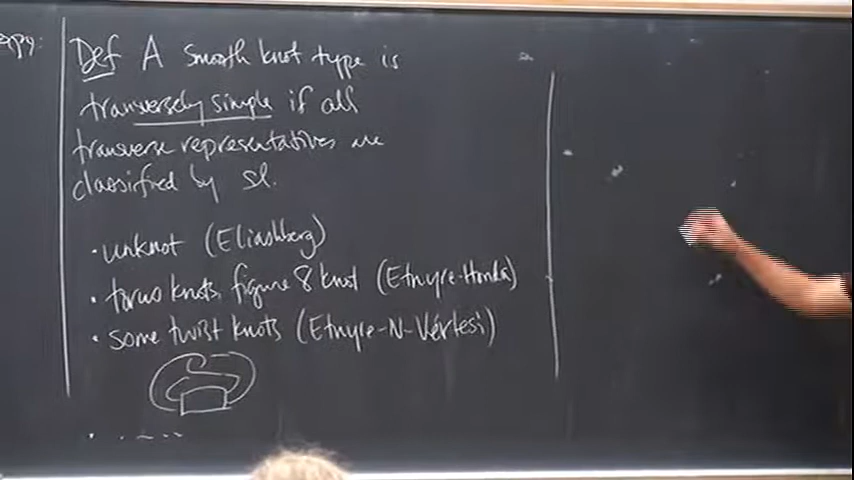 Def A smooth knot type is
transversely simple if all
transverse representatives are
classified by sl.
• unknot (Eliashberg)
• torus knots, figure 8 knot (Etnyre-Honda)
• some twist knots (Etnyre-N-Vértesi)